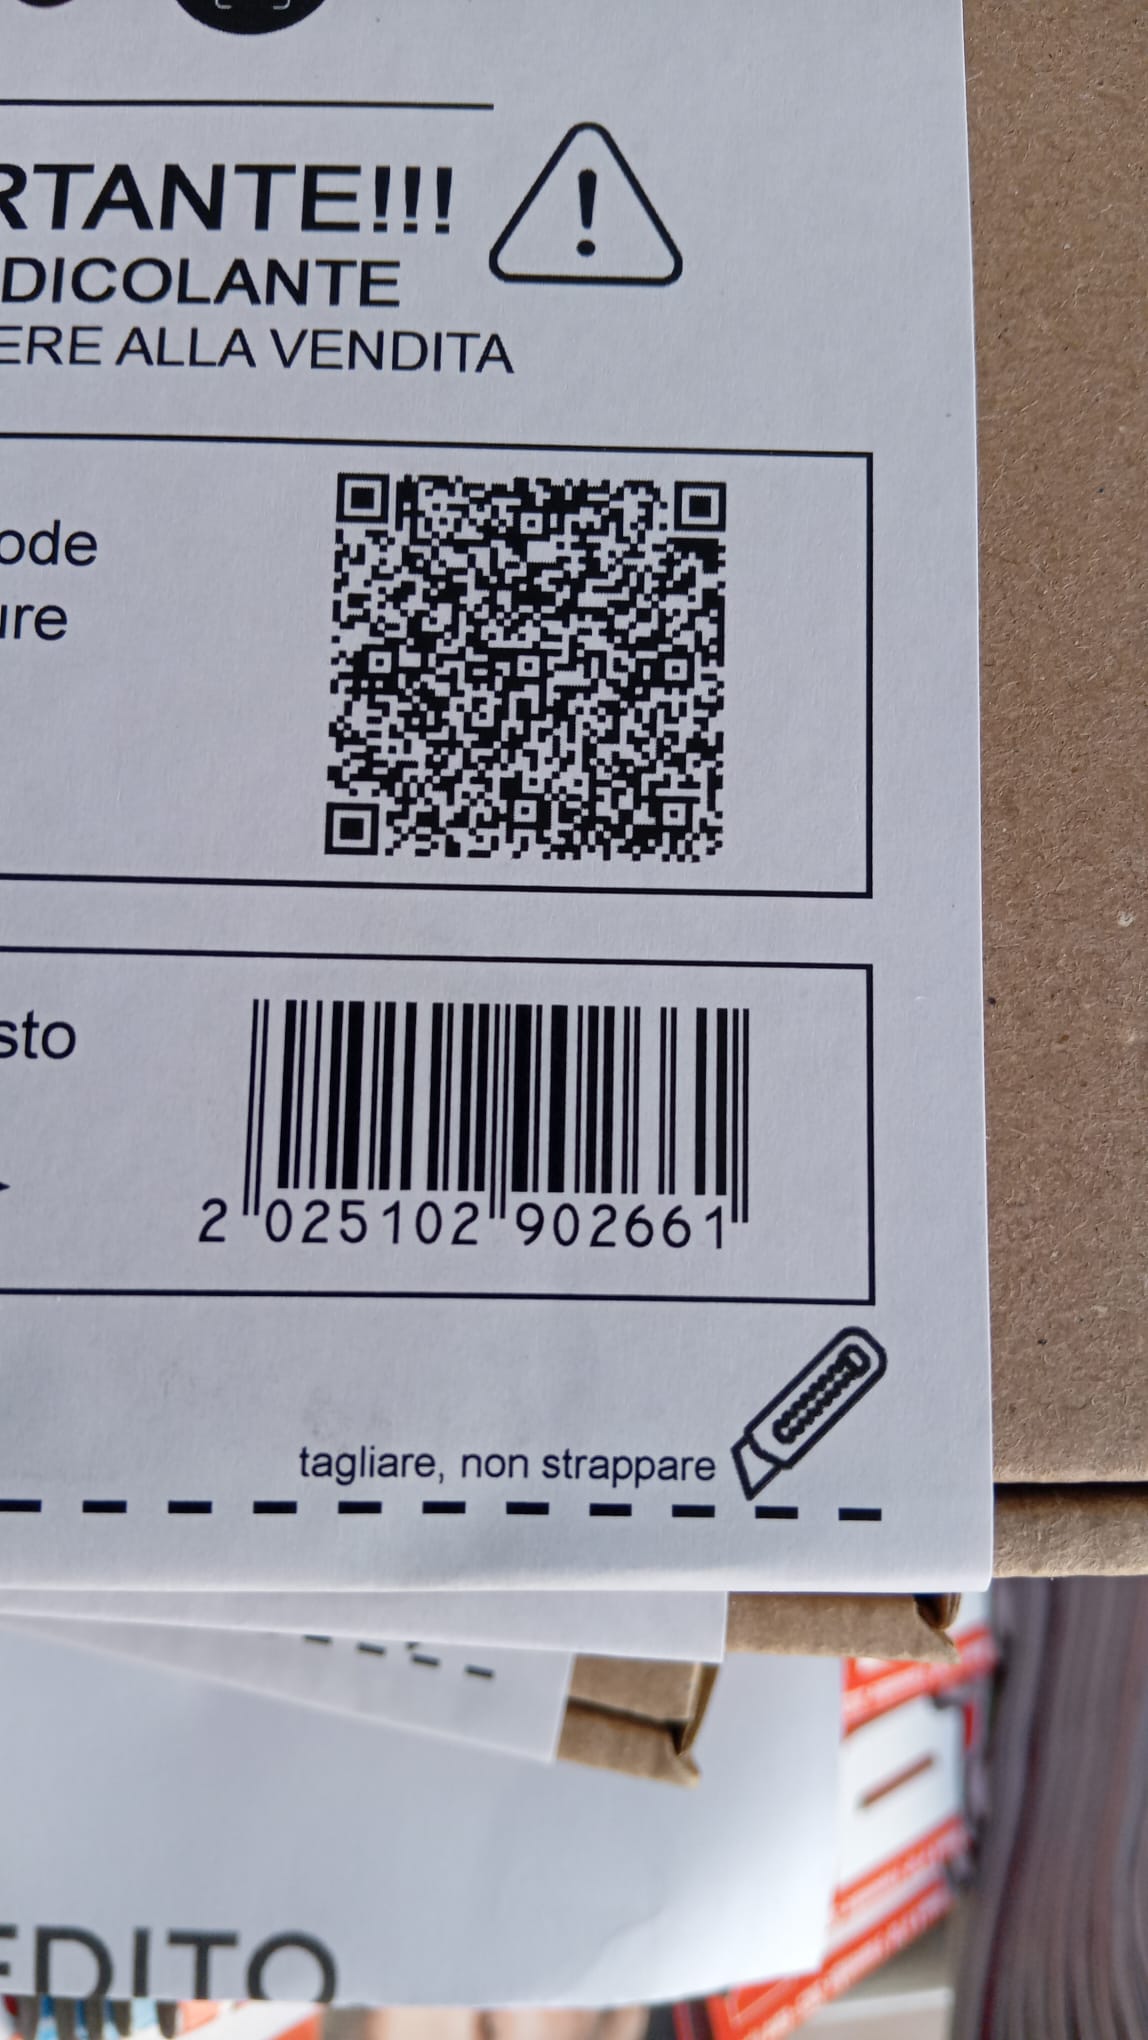 RTANTE!!!
DICOLANTE
ERE ALLA VENDITA
ode
ure
sto
2 025102 902661
tagliare, non strappare
EDITO